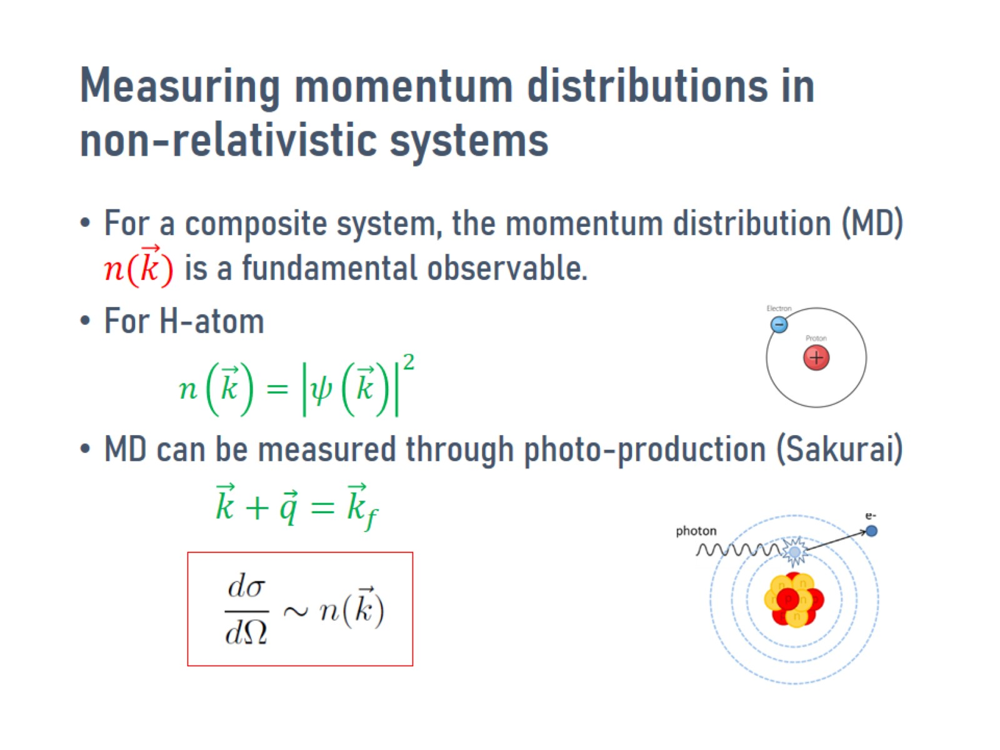 Measuring momentum distributions in
non-relativistic systems
• For a composite system, the momentum distribution (MD)
$n(\vec{k})$ is a fundamental observable.
• For H-atom
Electron
−
Proton
+
$n\left(\vec{k}\right) = \left|\psi\left(\vec{k}\right)\right|^2$
• MD can be measured through photo-production (Sakurai)
$\vec{k} + \vec{q} = \vec{k}_f$
e-
photon
$\frac{d\sigma}{d\Omega} \sim n(\vec{k})$
n n
n p n
n